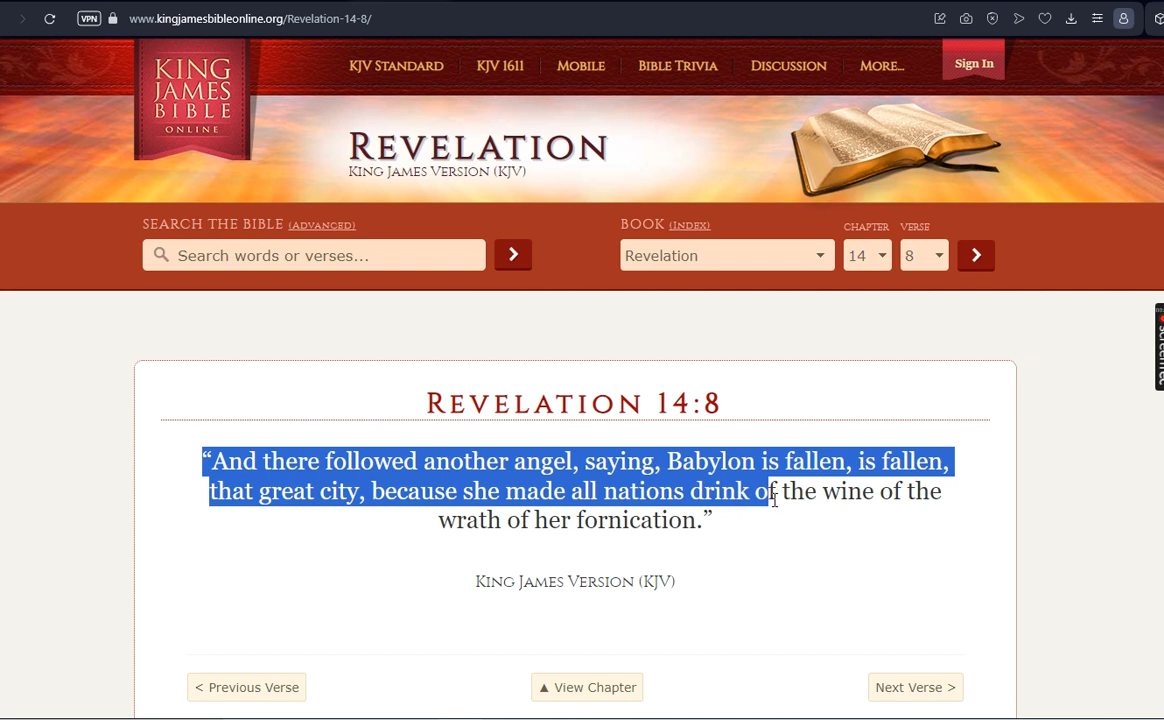 VPN
www.kingjamesbibleonline.org/Revelation-14-8/
KING
JAMES
BIBLE
ONLINE
KJV STANDARD
KJV 1611
MOBILE
BIBLE TRIVIA
DISCUSSION
MORE...
Sign In
REVELATION
KING JAMES VERSION (KJV)
SEARCH THE BIBLE (ADVANCED)
BOOK (INDEX)
CHAPTER
VERSE
Search words or verses...
Revelation
14
8
REVELATION 14:8
“And there followed another angel, saying, Babylon is fallen, is fallen,
that great city, because she made all nations drink of the wine of the
wrath of her fornication.”
KING JAMES VERSION (KJV)
< Previous Verse
▲ View Chapter
Next Verse >